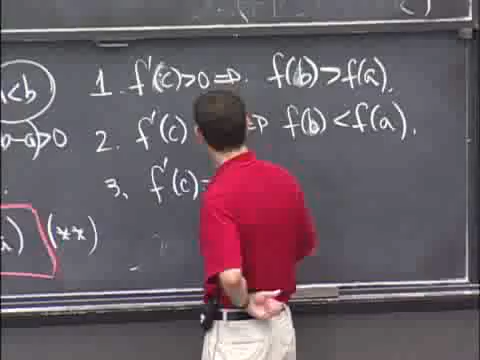 a<b
b-a)>0
a) (**)
1. f'(c)>0 ⇒ f(b)>f(a).
2. f'(c) ⇒ f(b)<f(a).
3. f'(c)=